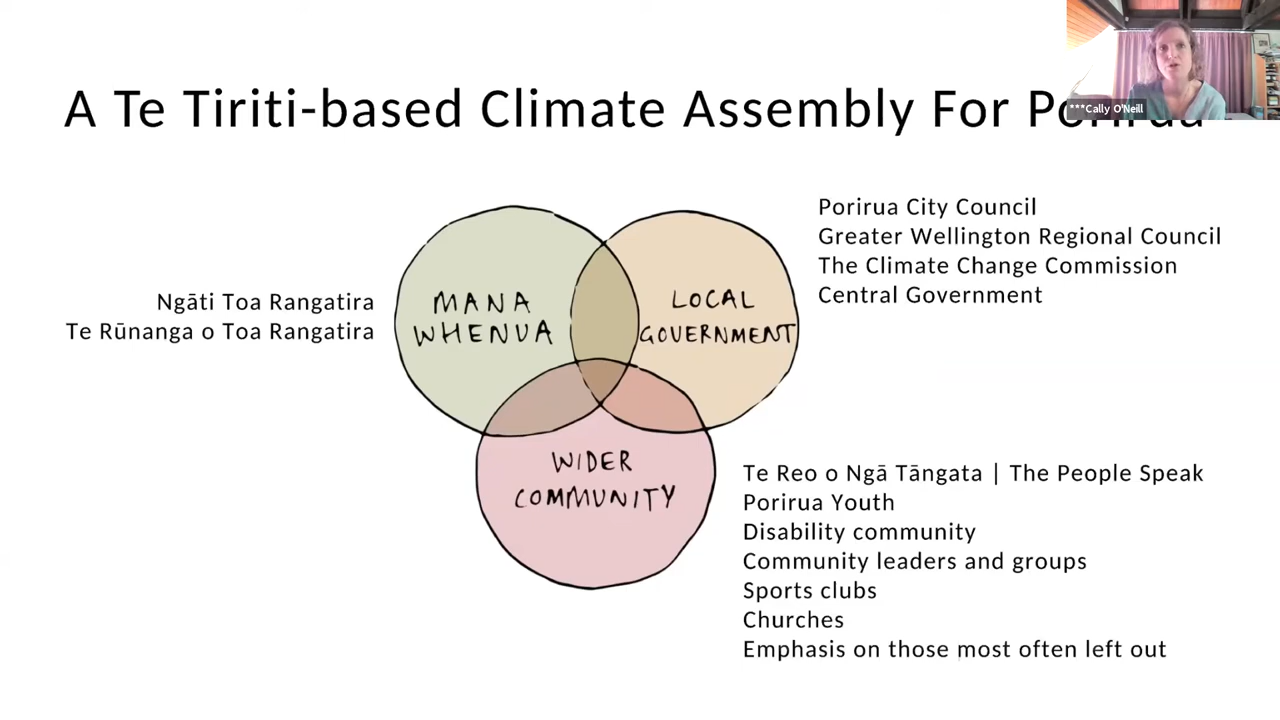 A Te Tiriti-based Climate Assembly For Porirua
***Cally O'Neill
Ngāti Toa Rangatira
Te Rūnanga o Toa Rangatira
MANA
WHENUA
LOCAL
GOVERNMENT
Porirua City Council
Greater Wellington Regional Council
The Climate Change Commission
Central Government
WIDER
COMMUNITY
Te Reo o Ngā Tāngata | The People Speak
Porirua Youth
Disability community
Community leaders and groups
Sports clubs
Churches
Emphasis on those most often left out